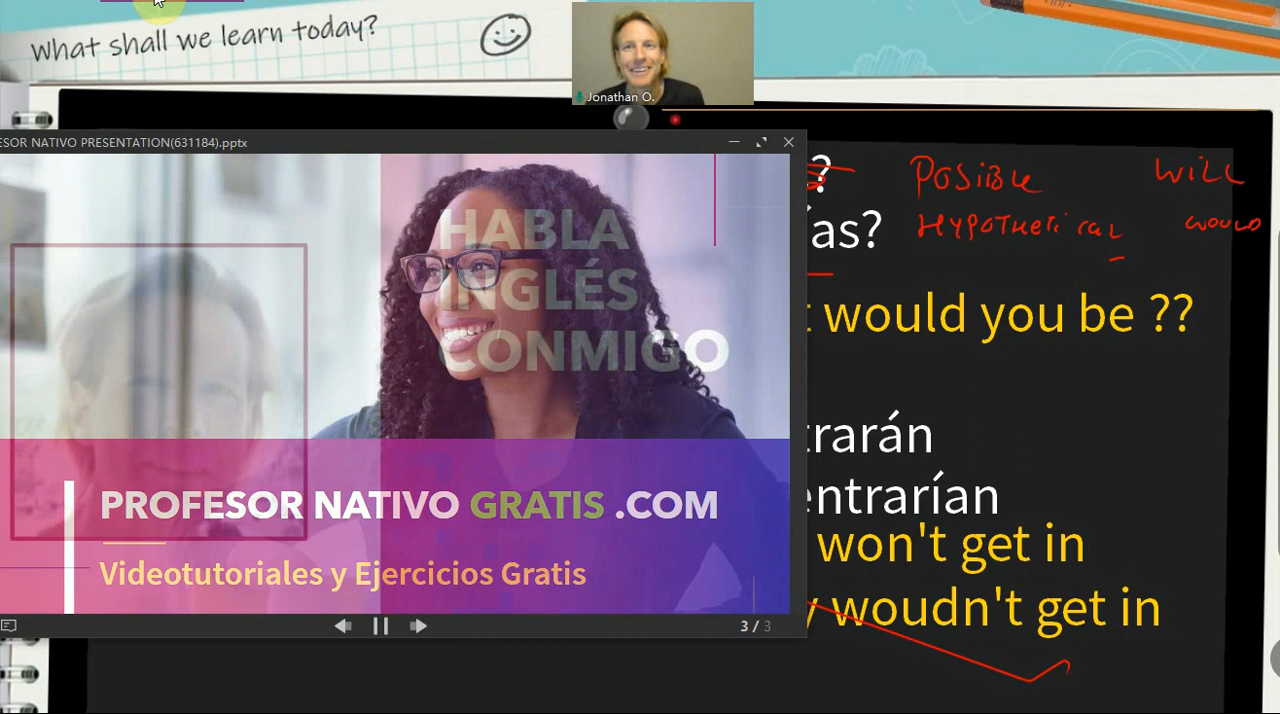 What shall we learn today?
Jonathan O.
ESOR NATIVO PRESENTATION(631184).pptx
HABLA
INGLÉS
CONMIGO
PROFESOR NATIVO GRATIS .COM
Videotutoriales y Ejercicios Gratis
3 / 3
? POSIBLE WILL
ías? HYPOTHETICAL WOULD
t would you be ??
trarán
entrarían
won't get in
y woudn't get in